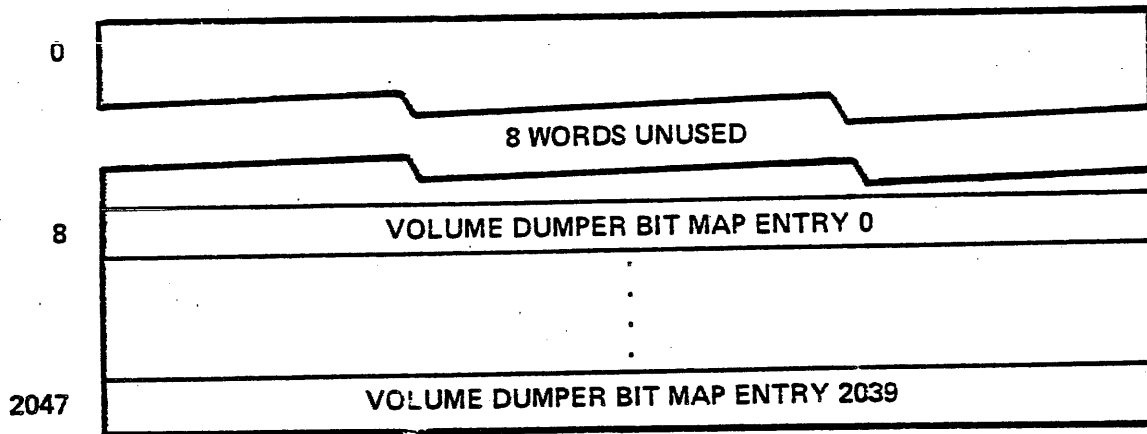 0
8 WORDS UNUSED
8 VOLUME DUMPER BIT MAP ENTRY 0
2047 VOLUME DUMPER BIT MAP ENTRY 2039